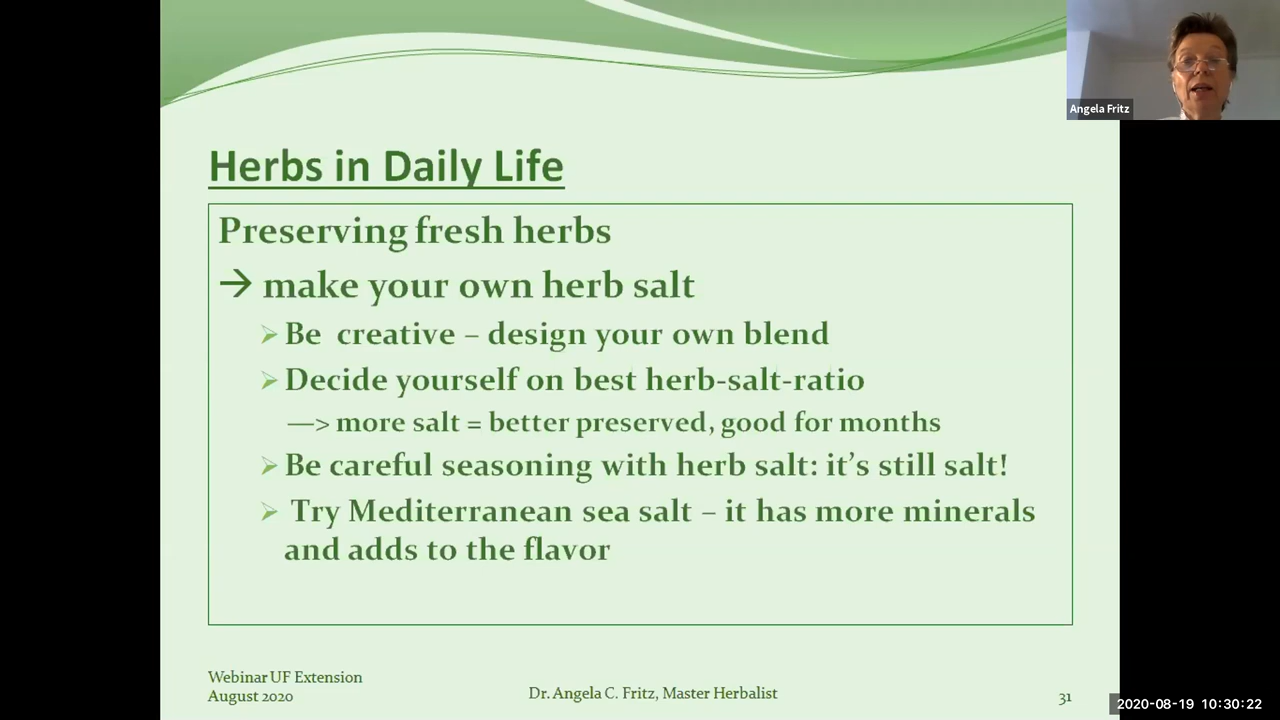 Angela Fritz
Herbs in Daily Life
Preserving fresh herbs
→ make your own herb salt
➢ Be creative – design your own blend
➢ Decide yourself on best herb-salt-ratio
—> more salt = better preserved, good for months
➢ Be careful seasoning with herb salt: it’s still salt!
➢ Try Mediterranean sea salt – it has more minerals
and adds to the flavor
Webinar UF Extension
August 2020
Dr. Angela C. Fritz, Master Herbalist
31
2020-08-19 10:30:22